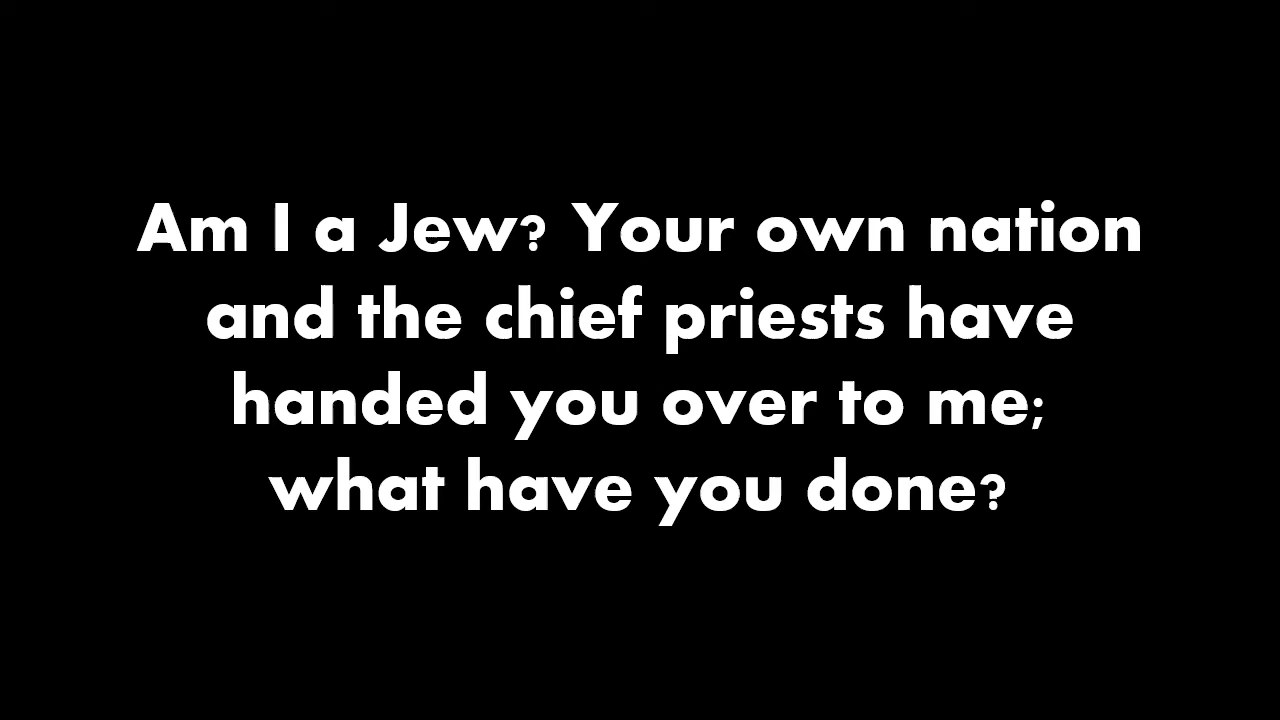 Am I a Jew? Your own nation
and the chief priests have
handed you over to me;
what have you done?